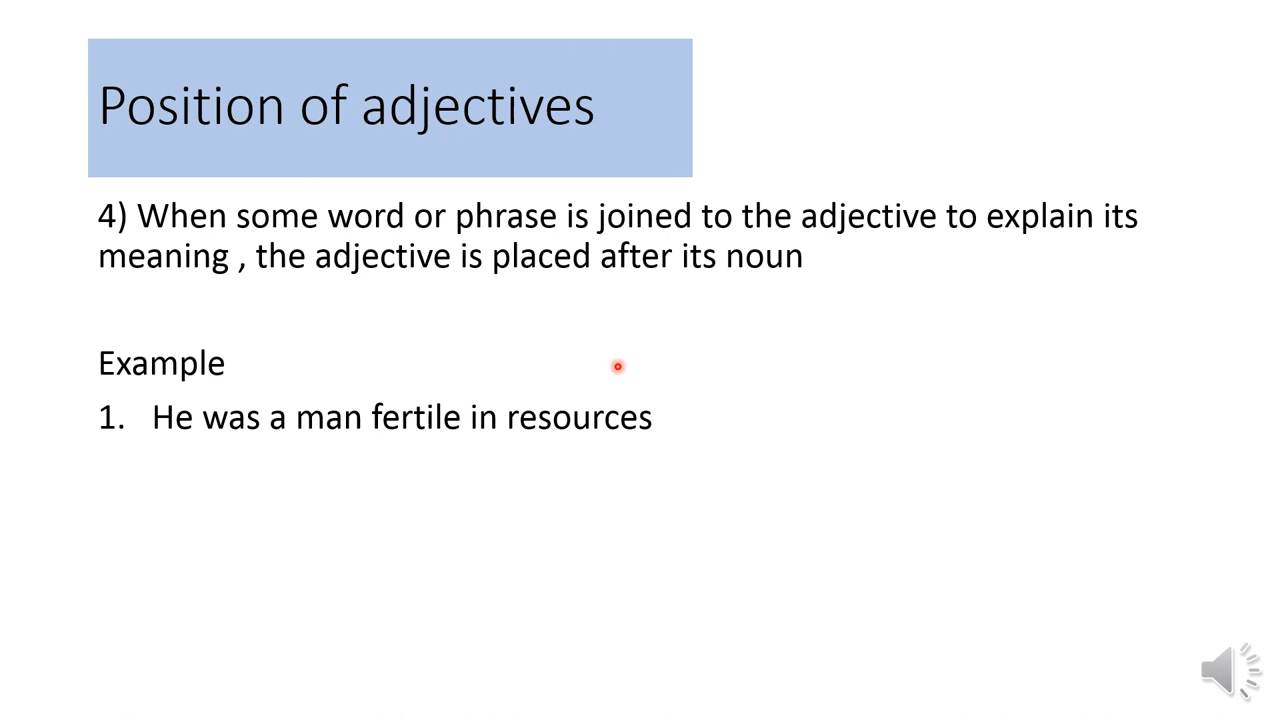 Position of adjectives
4) When some word or phrase is joined to the adjective to explain its
meaning , the adjective is placed after its noun
Example
1. He was a man fertile in resources